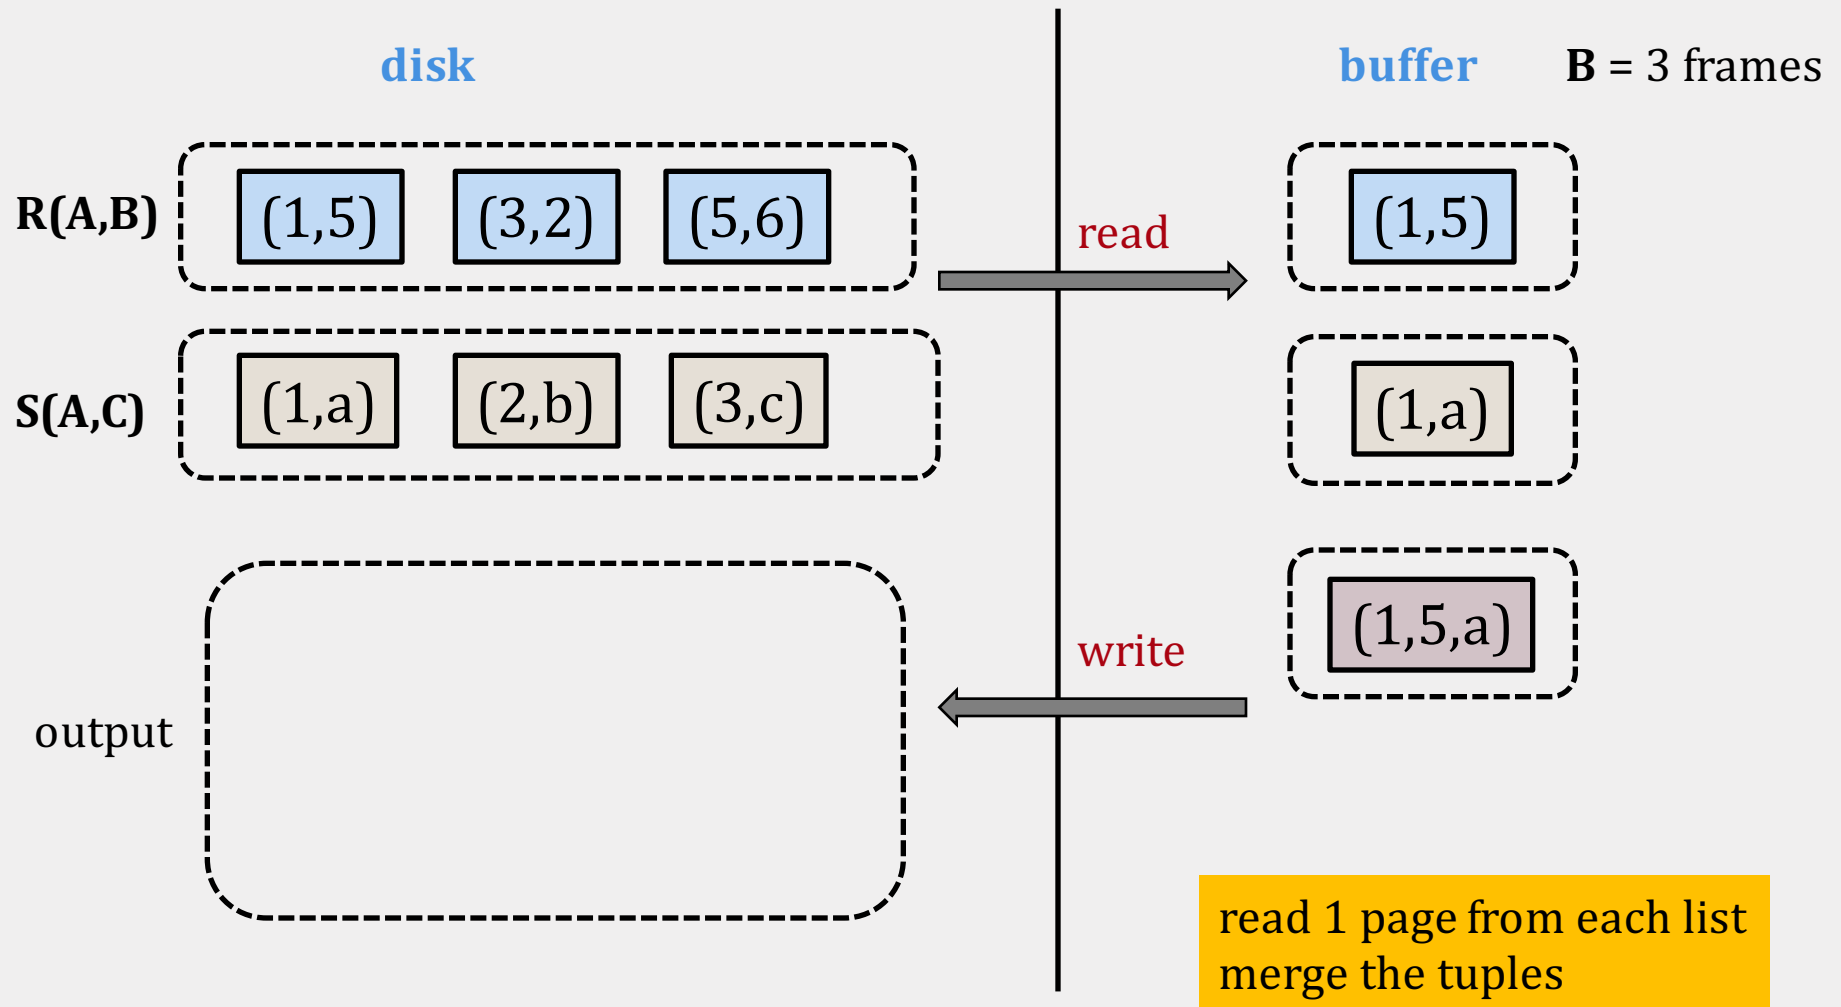 disk
buffer
B = 3 frames
R(A,B)
(1,5)
(3,2)
(5,6)
read
(1,5)
S(A,C)
(1,a)
(2,b)
(3,c)
(1,a)
output
write
(1,5,a)
read 1 page from each list
merge the tuples